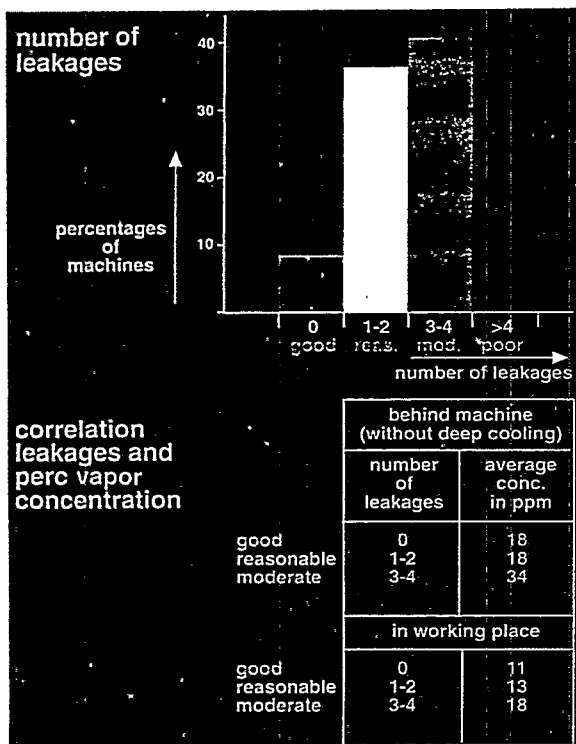 number of
leakages
40
30
20
10
percentages
of
machines
0 1-2 3-4 >4
good reas. mod. poor
number of leakages
correlation
leakages and
perc vapor
concentration
behind machine
(without deep cooling)
number
of
leakages
average
conc.
in ppm
good 0 18
reasonable 1-2 18
moderate 3-4 34
in working place
good 0 11
reasonable 1-2 13
moderate 3-4 18